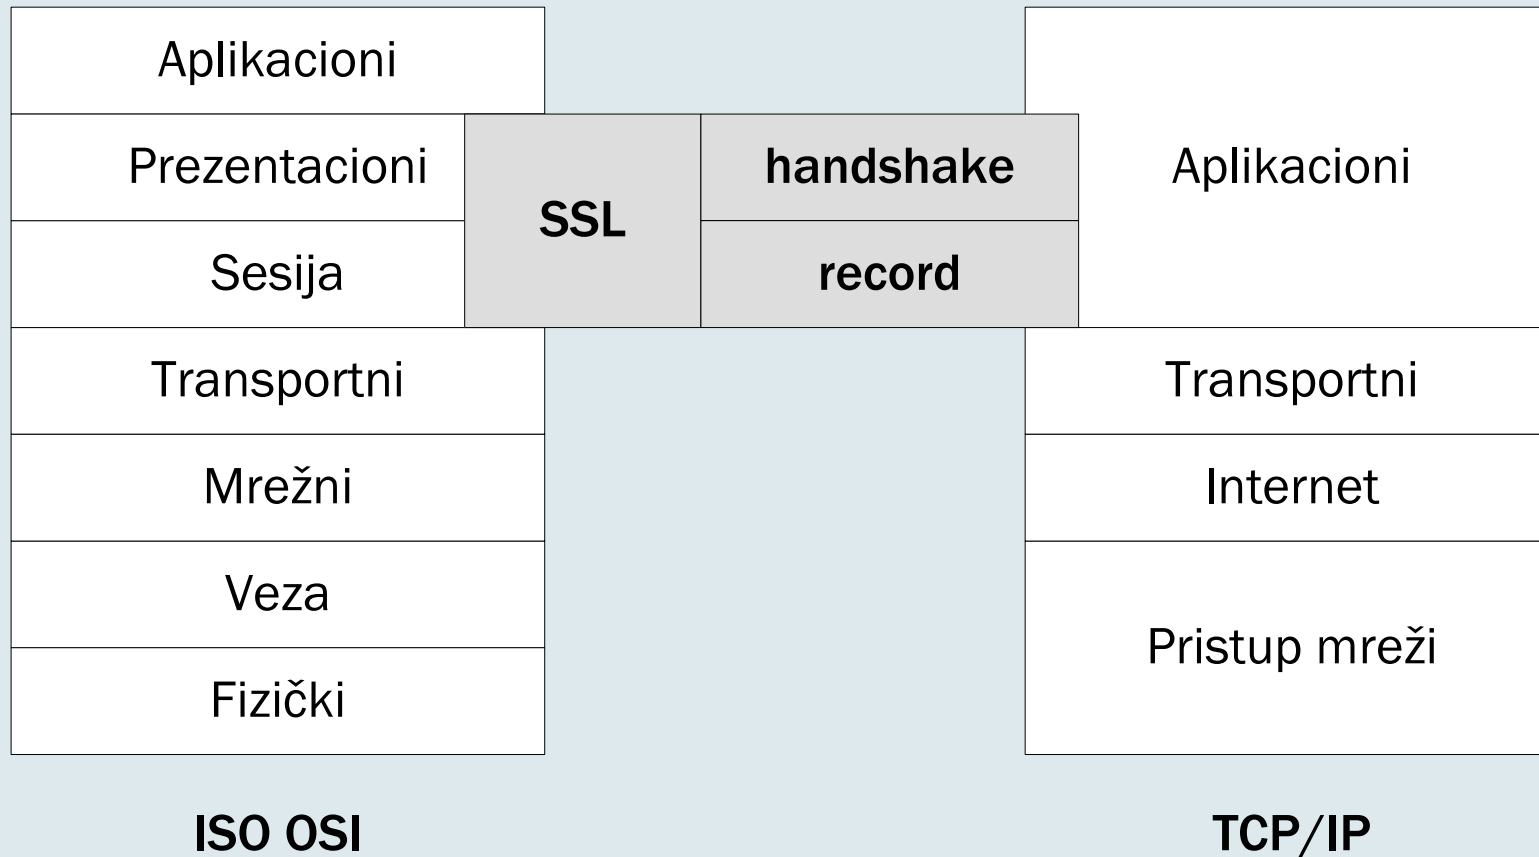 Aplikacioni
Prezentacioni
Sesija
Transportni
Mrežni
Veza
Fizički
ISO OSI
SSL
handshake
record
Aplikacioni
Transportni
Internet
Pristup mreži
TCP/IP